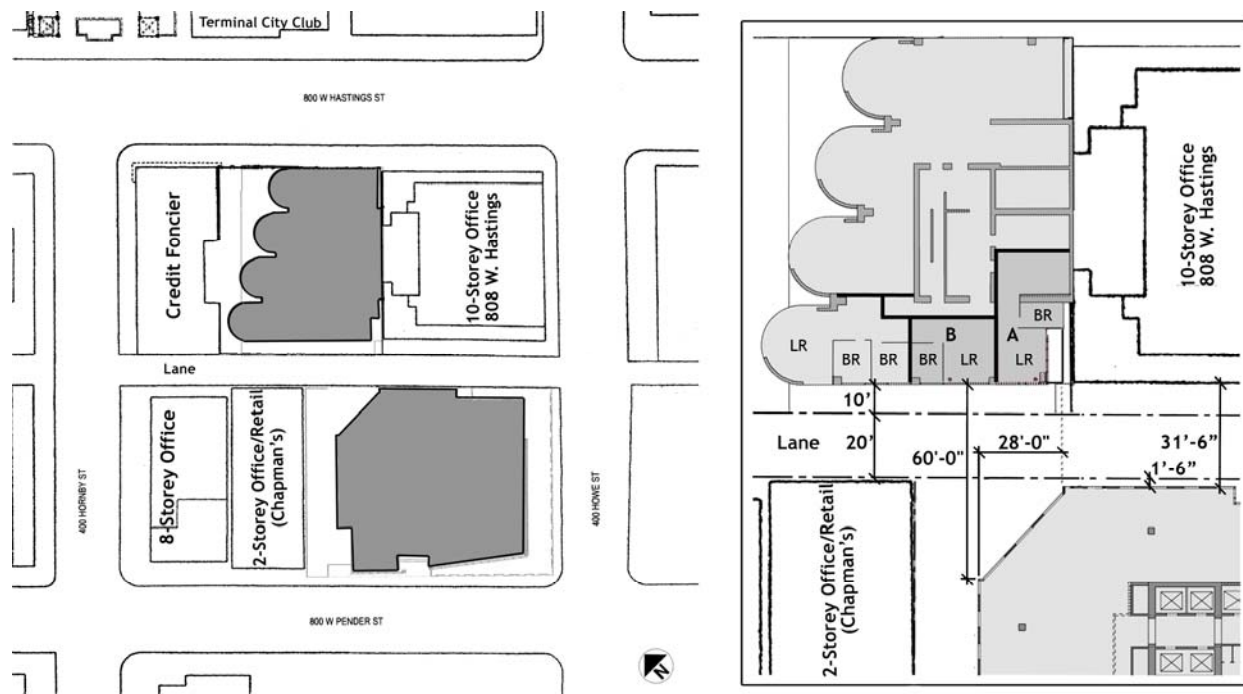 Terminal City Club
800 W HASTINGS ST
Credit Foncier
10-Storey Office
808 W. Hastings
Lane
8-Storey Office
2-Storey Office/Retail
(Chapman's)
400 HORNBY ST
400 HOWE ST
800 W PENDER ST
N
10-Storey Office
808 W. Hastings
B
A
BR
LR
BR
BR
BR
LR
LR
10'
Lane
20'
60'-0"
28'-0"
31'-6"
1'-6"
2-Storey Office/Retail
(Chapman's)